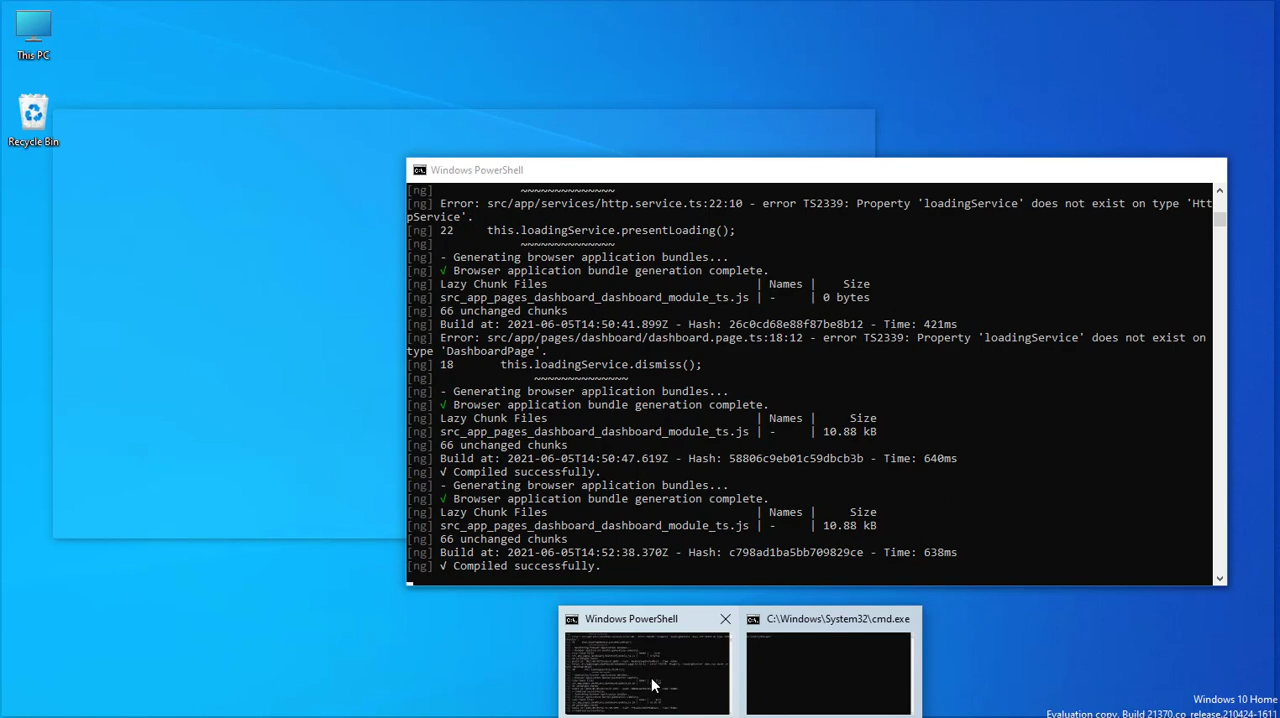 This PC
Recycle Bin
Windows PowerShell
[ng]            ~~~~~~~~~~~~~~
[ng] Error: src/app/services/http.service.ts:22:10 - error TS2339: Property 'loadingService' does not exist on type 'Htt
pService'.
[ng] 22     this.loadingService.presentLoading();
[ng]            ~~~~~~~~~~~~~~
[ng] - Generating browser application bundles...
[ng] √ Browser application bundle generation complete.
[ng] Lazy Chunk Files                               | Names |      Size
[ng] src_app_pages_dashboard_dashboard_module_ts.js | -     | 0 bytes
[ng] 66 unchanged chunks
[ng] Build at: 2021-06-05T14:50:41.899Z - Hash: 26c0cd68e88f87be8b12 - Time: 421ms
[ng] Error: src/app/pages/dashboard/dashboard.page.ts:18:12 - error TS2339: Property 'loadingService' does not exist on
type 'DashboardPage'.
[ng] 18       this.loadingService.dismiss();
[ng]              ~~~~~~~~~~~~~~
[ng] - Generating browser application bundles...
[ng] √ Browser application bundle generation complete.
[ng] Lazy Chunk Files                               | Names |      Size
[ng] src_app_pages_dashboard_dashboard_module_ts.js | -     | 10.88 kB
[ng] 66 unchanged chunks
[ng] Build at: 2021-06-05T14:50:47.619Z - Hash: 58806c9eb01c59dbcb3b - Time: 640ms
[ng] √ Compiled successfully.
[ng] - Generating browser application bundles...
[ng] √ Browser application bundle generation complete.
[ng] Lazy Chunk Files                               | Names |      Size
[ng] src_app_pages_dashboard_dashboard_module_ts.js | -     | 10.88 kB
[ng] 66 unchanged chunks
[ng] Build at: 2021-06-05T14:52:38.370Z - Hash: c798ad1ba5bb709829ce - Time: 638ms
[ng] √ Compiled successfully.
Windows PowerShell
C:\Windows\System32\cmd.exe
Windows 10 Home
Evaluation copy. Build 21370.co_release.210424-1611